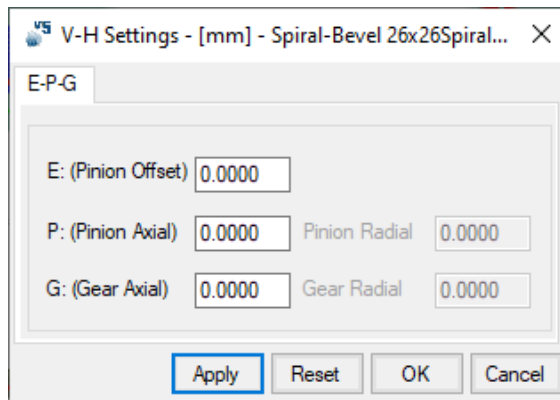 V-H Settings - [mm] - Spiral-Bevel 26x26Spiral...
E-P-G
E: (Pinion Offset) 0.0000
P: (Pinion Axial) 0.0000 Pinion Radial 0.0000
G: (Gear Axial) 0.0000 Gear Radial 0.0000
Apply Reset OK Cancel